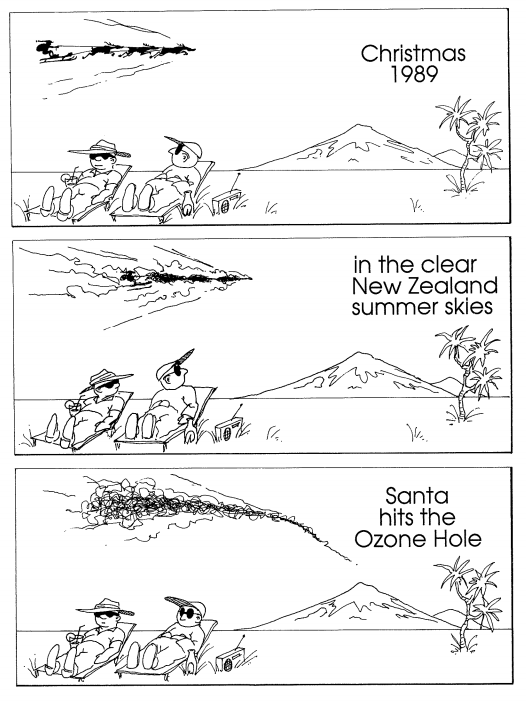 Christmas
1989
in the clear
New Zealand
summer skies
Santa
hits the
Ozone Hole